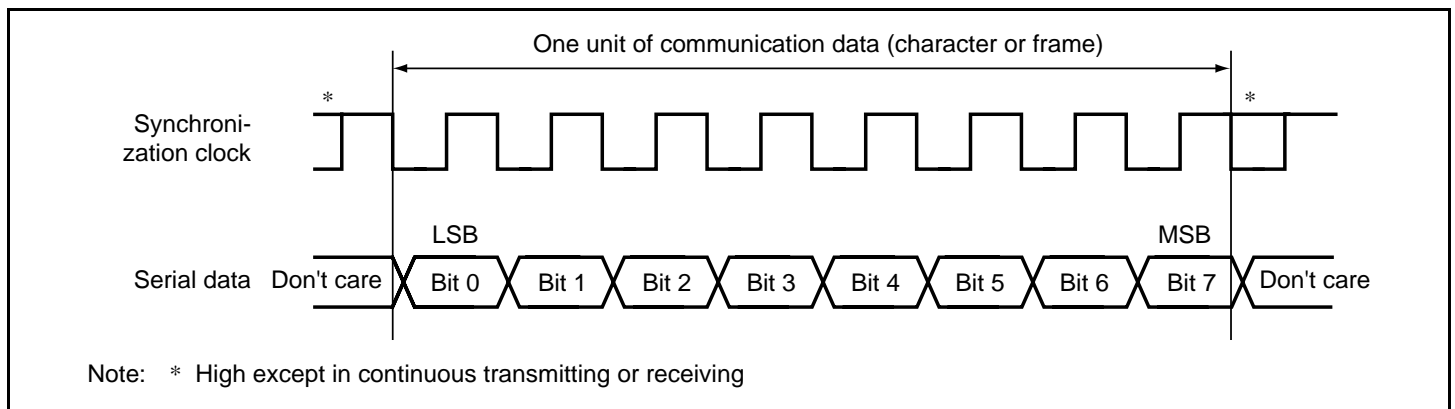 One unit of communication data (character or frame)
* *
Synchroni-
zation clock
LSB MSB
Serial data Don't care Bit 0 Bit 1 Bit 2 Bit 3 Bit 4 Bit 5 Bit 6 Bit 7 Don't care
Note: * High except in continuous transmitting or receiving